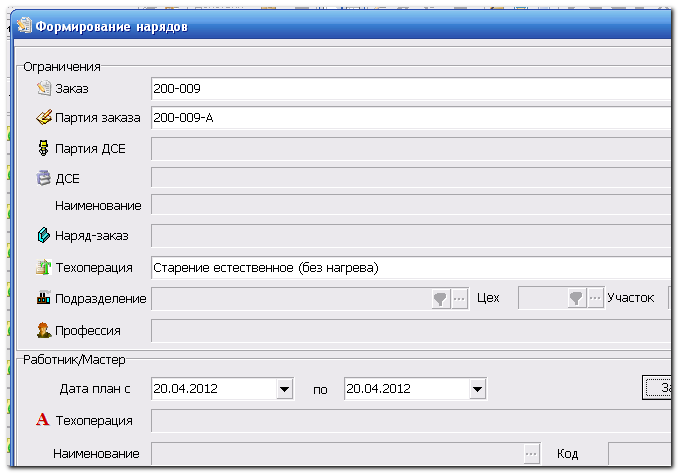 Формирование нарядов
Ограничения
Заказ 200-009
Партия заказа 200-009-А
Партия ДСЕ
ДСЕ
Наименование
Наряд-заказ
Техоперация Старение естественное (без нагрева)
Подразделение ... Цех ... Участок
Профессия
Работник/Мастер
Дата план с 20.04.2012 по 20.04.2012 За
А Техоперация
Наименование ... Код